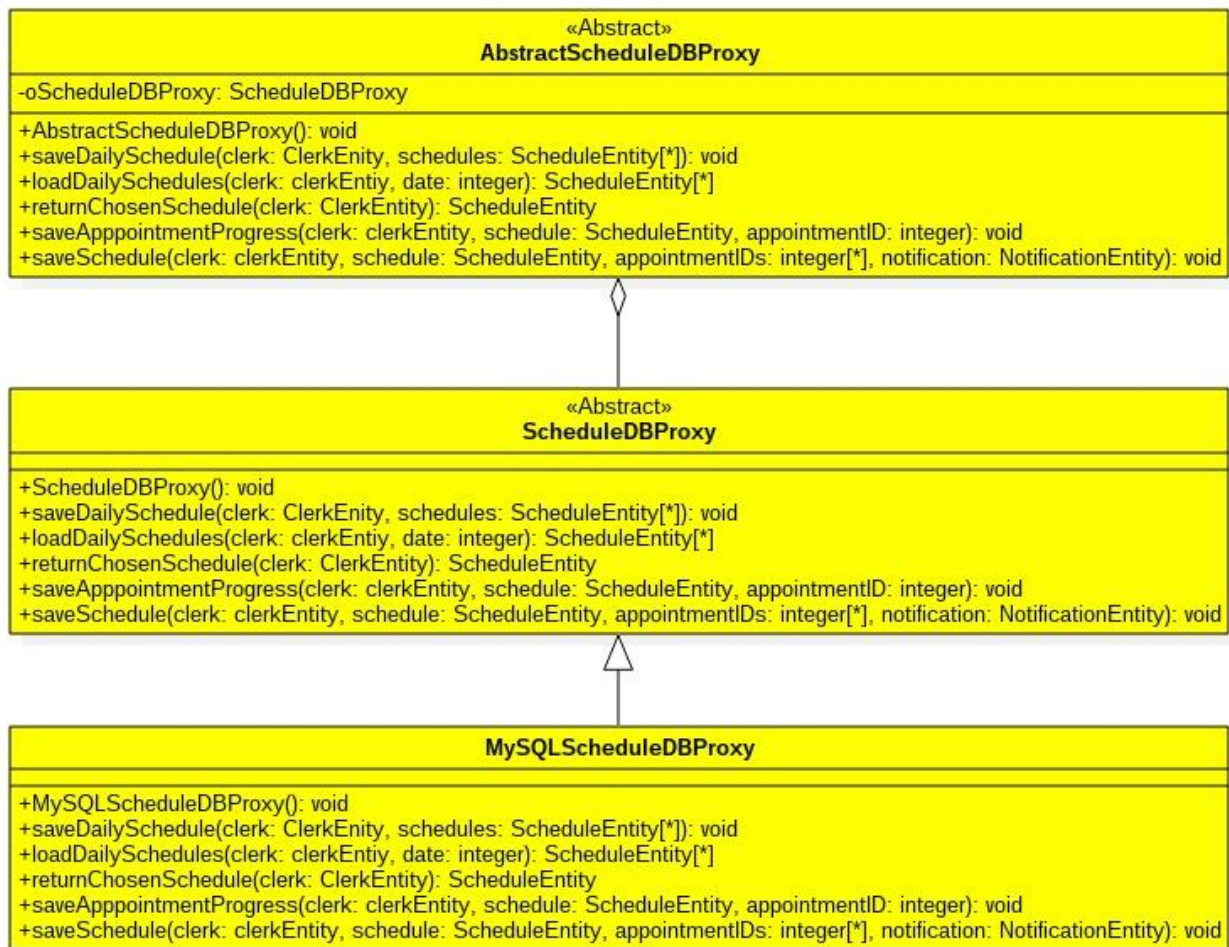 «Abstract»
AbstractScheduleDBProxy
-oScheduleDBProxy: ScheduleDBProxy
+AbstractScheduleDBProxy(): void
+saveDailySchedule(clerk: ClerkEnity, schedules: ScheduleEntity[*]): void
+loadDailySchedules(clerk: clerkEntiy, date: integer): ScheduleEntity[*]
+returnChosenSchedule(clerk: ClerkEntity): ScheduleEntity
+saveApppointmentProgress(clerk: clerkEntity, schedule: ScheduleEntity, appointmentID: integer): void
+saveSchedule(clerk: clerkEntity, schedule: ScheduleEntity, appointmentIDs: integer[*], notification: NotificationEntity): void
«Abstract»
ScheduleDBProxy
+ScheduleDBProxy(): void
+saveDailySchedule(clerk: ClerkEnity, schedules: ScheduleEntity[*]): void
+loadDailySchedules(clerk: clerkEntiy, date: integer): ScheduleEntity[*]
+returnChosenSchedule(clerk: ClerkEntity): ScheduleEntity
+saveApppointmentProgress(clerk: clerkEntity, schedule: ScheduleEntity, appointmentID: integer): void
+saveSchedule(clerk: clerkEntity, schedule: ScheduleEntity, appointmentIDs: integer[*], notification: NotificationEntity): void
MySQLScheduleDBProxy
+MySQLScheduleDBProxy(): void
+saveDailySchedule(clerk: ClerkEnity, schedules: ScheduleEntity[*]): void
+loadDailySchedules(clerk: clerkEntiy, date: integer): ScheduleEntity[*]
+returnChosenSchedule(clerk: ClerkEntity): ScheduleEntity
+saveApppointmentProgress(clerk: clerkEntity, schedule: ScheduleEntity, appointmentID: integer): void
+saveSchedule(clerk: clerkEntity, schedule: ScheduleEntity, appointmentIDs: integer[*], notification: NotificationEntity): void